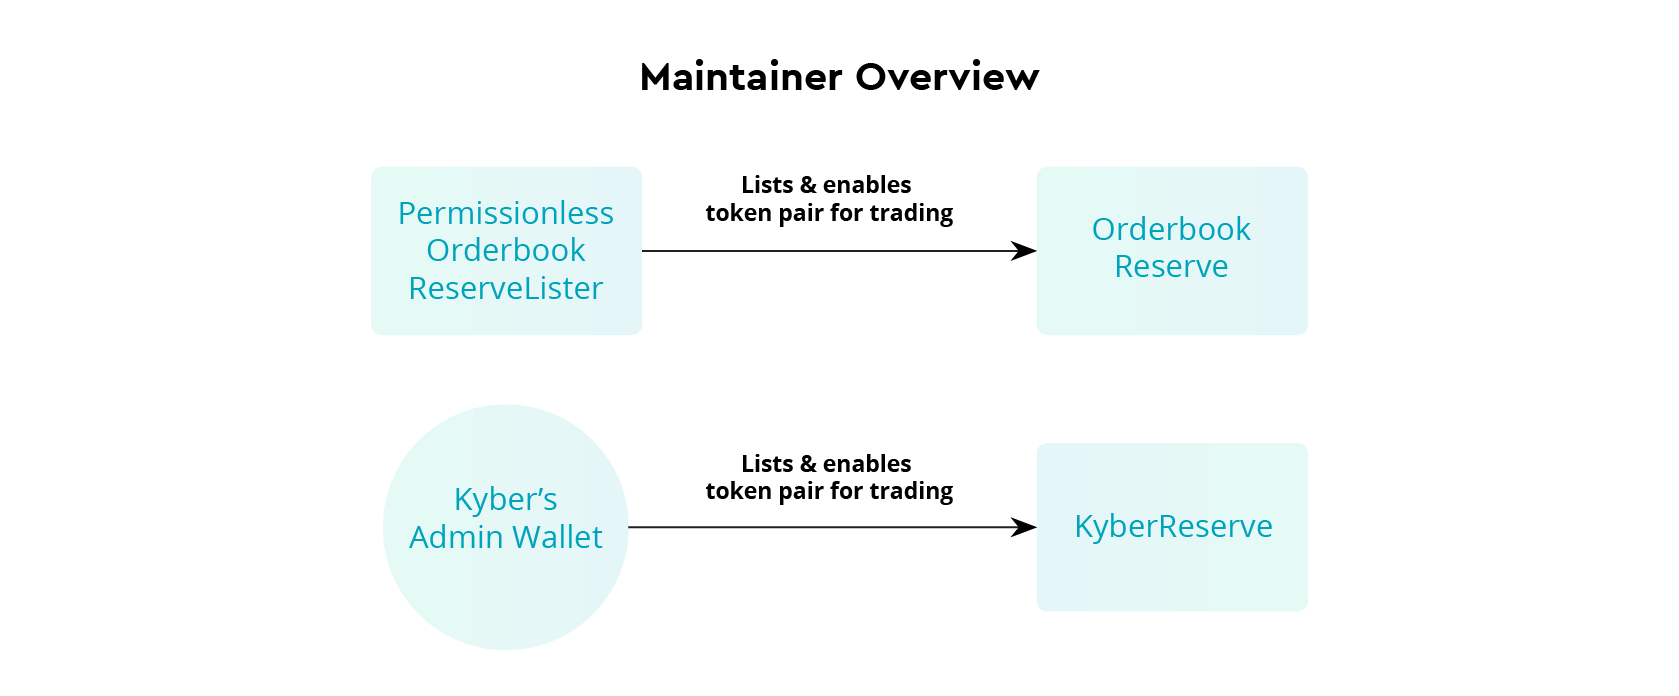 Maintainer Overview
Permissionless
Orderbook
ReserveLister
Lists & enables
token pair for trading
Orderbook
Reserve
Kyber’s
Admin Wallet
Lists & enables
token pair for trading
KyberReserve